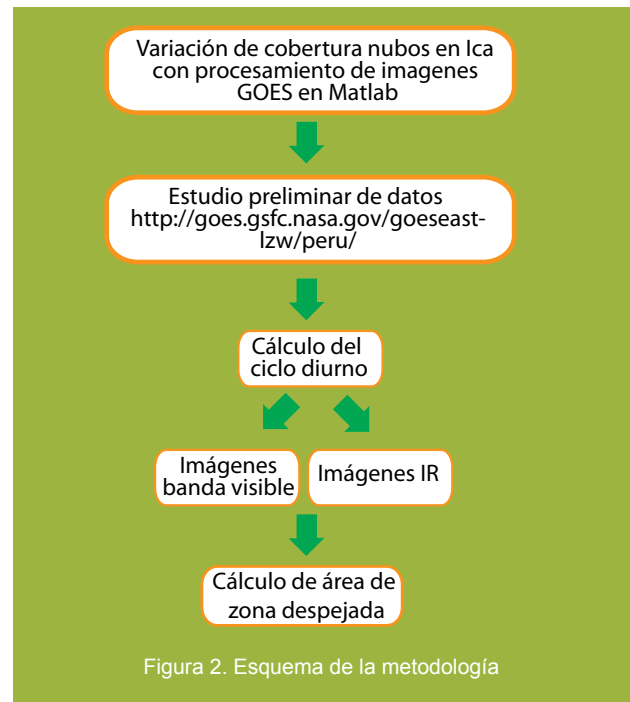 Variación de cobertura nubos en Ica
con procesamiento de imagenes
GOES en Matlab
Estudio preliminar de datos
http://goes.gsfc.nasa.gov/goeseast-
lzw/peru/
Cálculo del
ciclo diurno
Imágenes
banda visible
Imágenes IR
Cálculo de área de
zona despejada
Figura 2. Esquema de la metodología